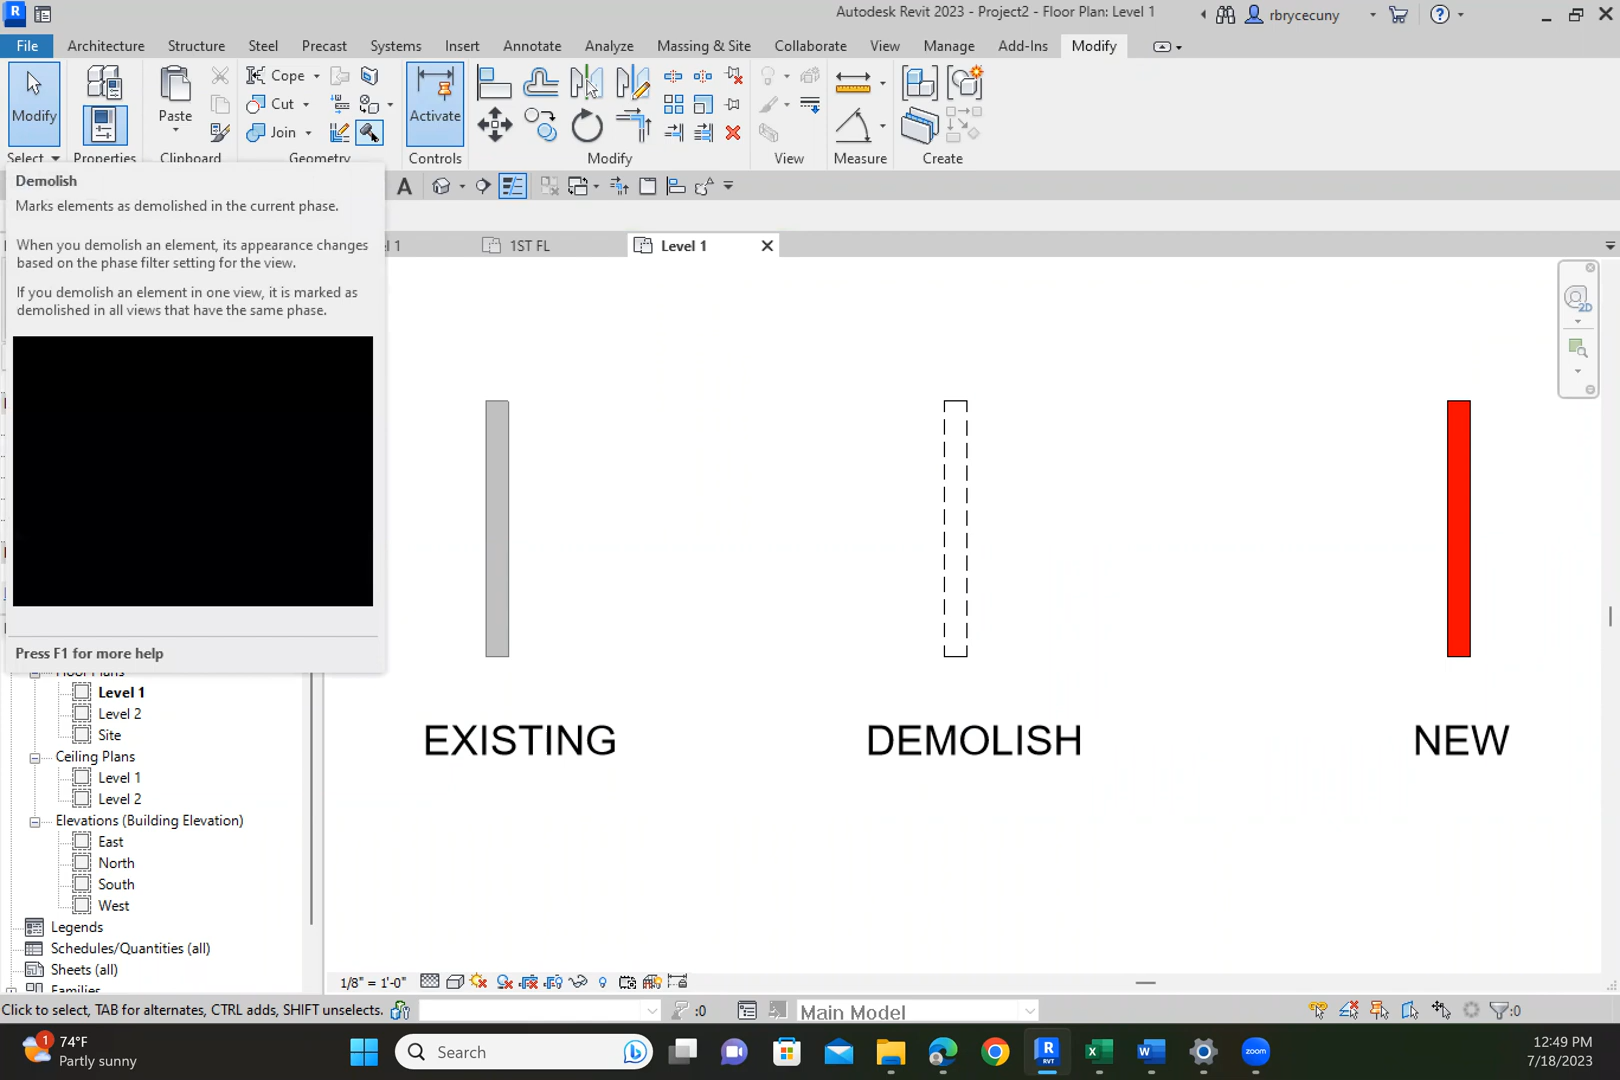 Autodesk Revit 2023 - Project2 - Floor Plan: Level 1
rbrycecuny
File
Architecture
Structure
Steel
Precast
Systems
Insert
Annotate
Analyze
Massing & Site
Collaborate
View
Manage
Add-Ins
Modify
Modify
Paste
Cope
Cut
Join
Activate
Select
Properties
Clipboard
Geometry
Controls
Modify
View
Measure
Create
Demolish
Marks elements as demolished in the current phase.
When you demolish an element, its appearance changes
based on the phase filter setting for the view.
If you demolish an element in one view, it is marked as
demolished in all views that have the same phase.
Press F1 for more help
A
1ST FL
Level 1
2D
EXISTING
DEMOLISH
NEW
Floor Plans
Level 1
Level 2
Site
Ceiling Plans
Level 1
Level 2
Elevations (Building Elevation)
East
North
South
West
Legends
Schedules/Quantities (all)
Sheets (all)
Families
1/8" = 1'-0"
Click to select, TAB for alternates, CTRL adds, SHIFT unselects.
:0
Main Model
:0
1
74°F
Partly sunny
Search
R
RVT
zoom
12:49 PM
7/18/2023